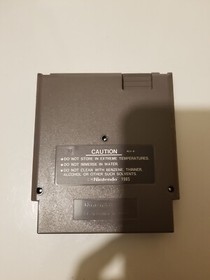 CAUTION
●DO NOT STORE IN EXTREME TEMPERATURES.
●DO NOT IMMERSE IN WATER.
●DO NOT CLEAN WITH BENZENE, THINNER,
ALCOHOL OR OTHER SUCH SOLVENTS.
Nintendo